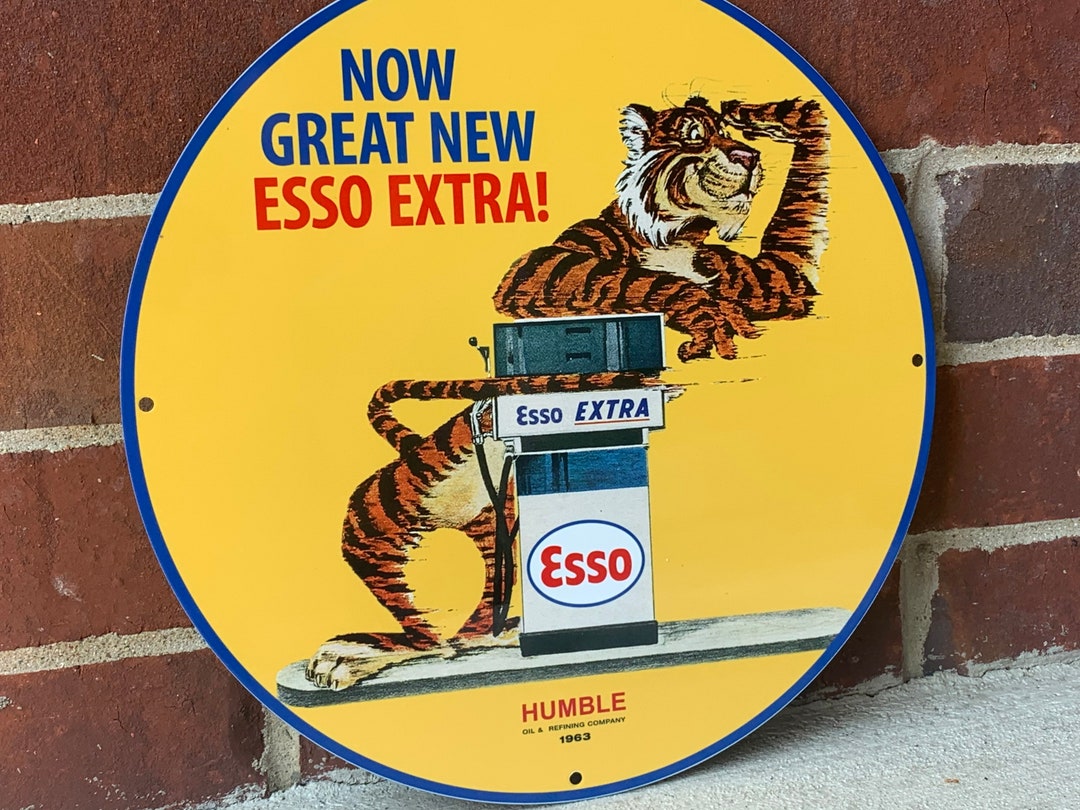 NOW
GREAT NEW
ESSO EXTRA!
Esso EXTRA
Esso
HUMBLE
OIL & REFINING COMPANY
1963